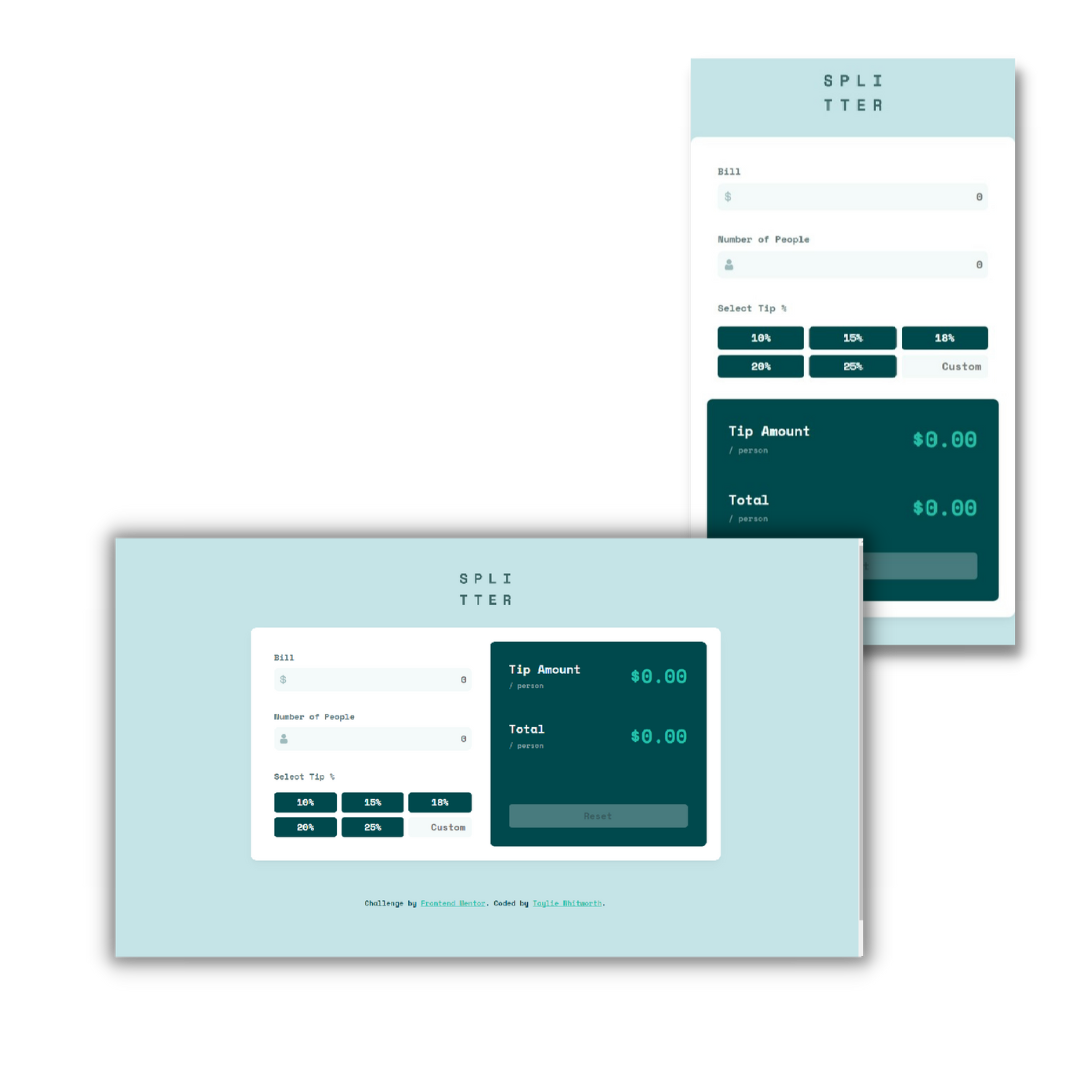 SPLI
TTER
Bill
$ 0
Number of People
0
Select Tip %
10% 15% 18%
20% 25% Custom
Tip Amount
/ person
$0.00
Total
/ person
$0.00
SPLI
TTER
Bill
$ 0
Number of People
0
Select Tip %
10% 15% 18%
20% 25% Custom
Tip Amount
/ person
$0.00
Total
/ person
$0.00
Reset
Challenge by Frontend Mentor. Coded by Whitworth.